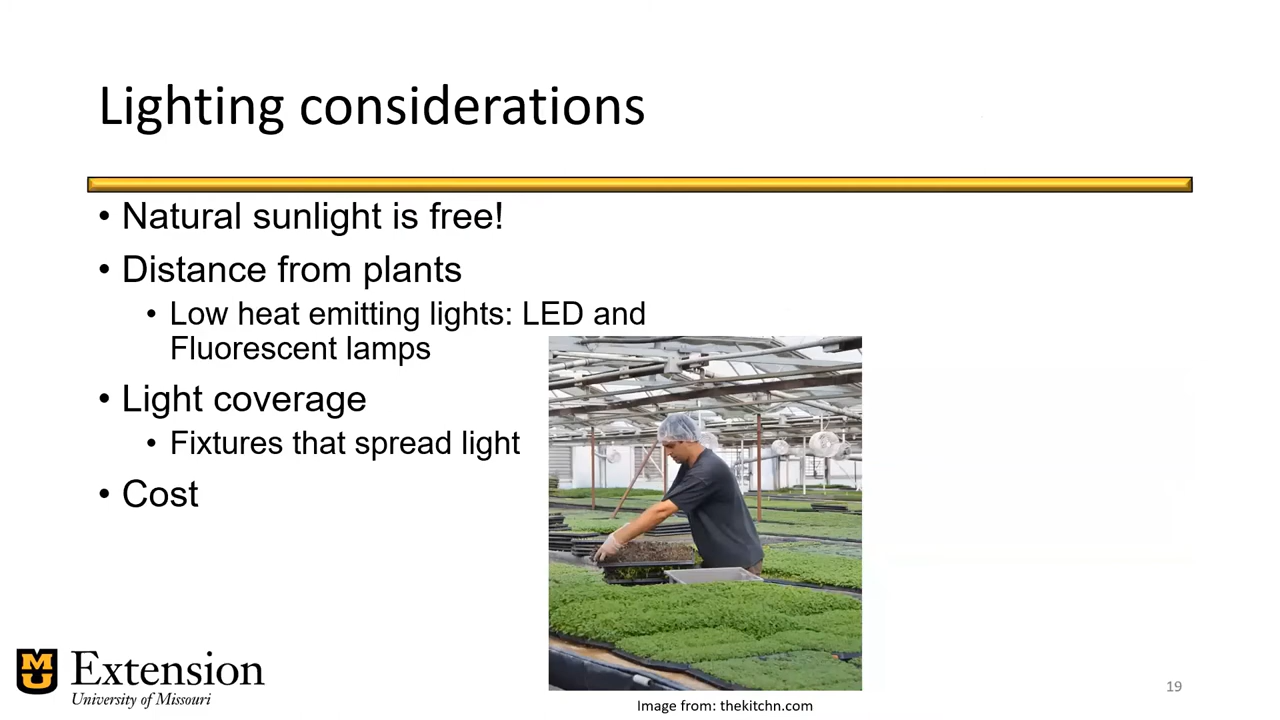 Lighting considerations
• Natural sunlight is free!
• Distance from plants
• Low heat emitting lights: LED and
Fluorescent lamps
• Light coverage
• Fixtures that spread light
• Cost
MU
Extension
University of Missouri
Image from: thekitchn.com
19